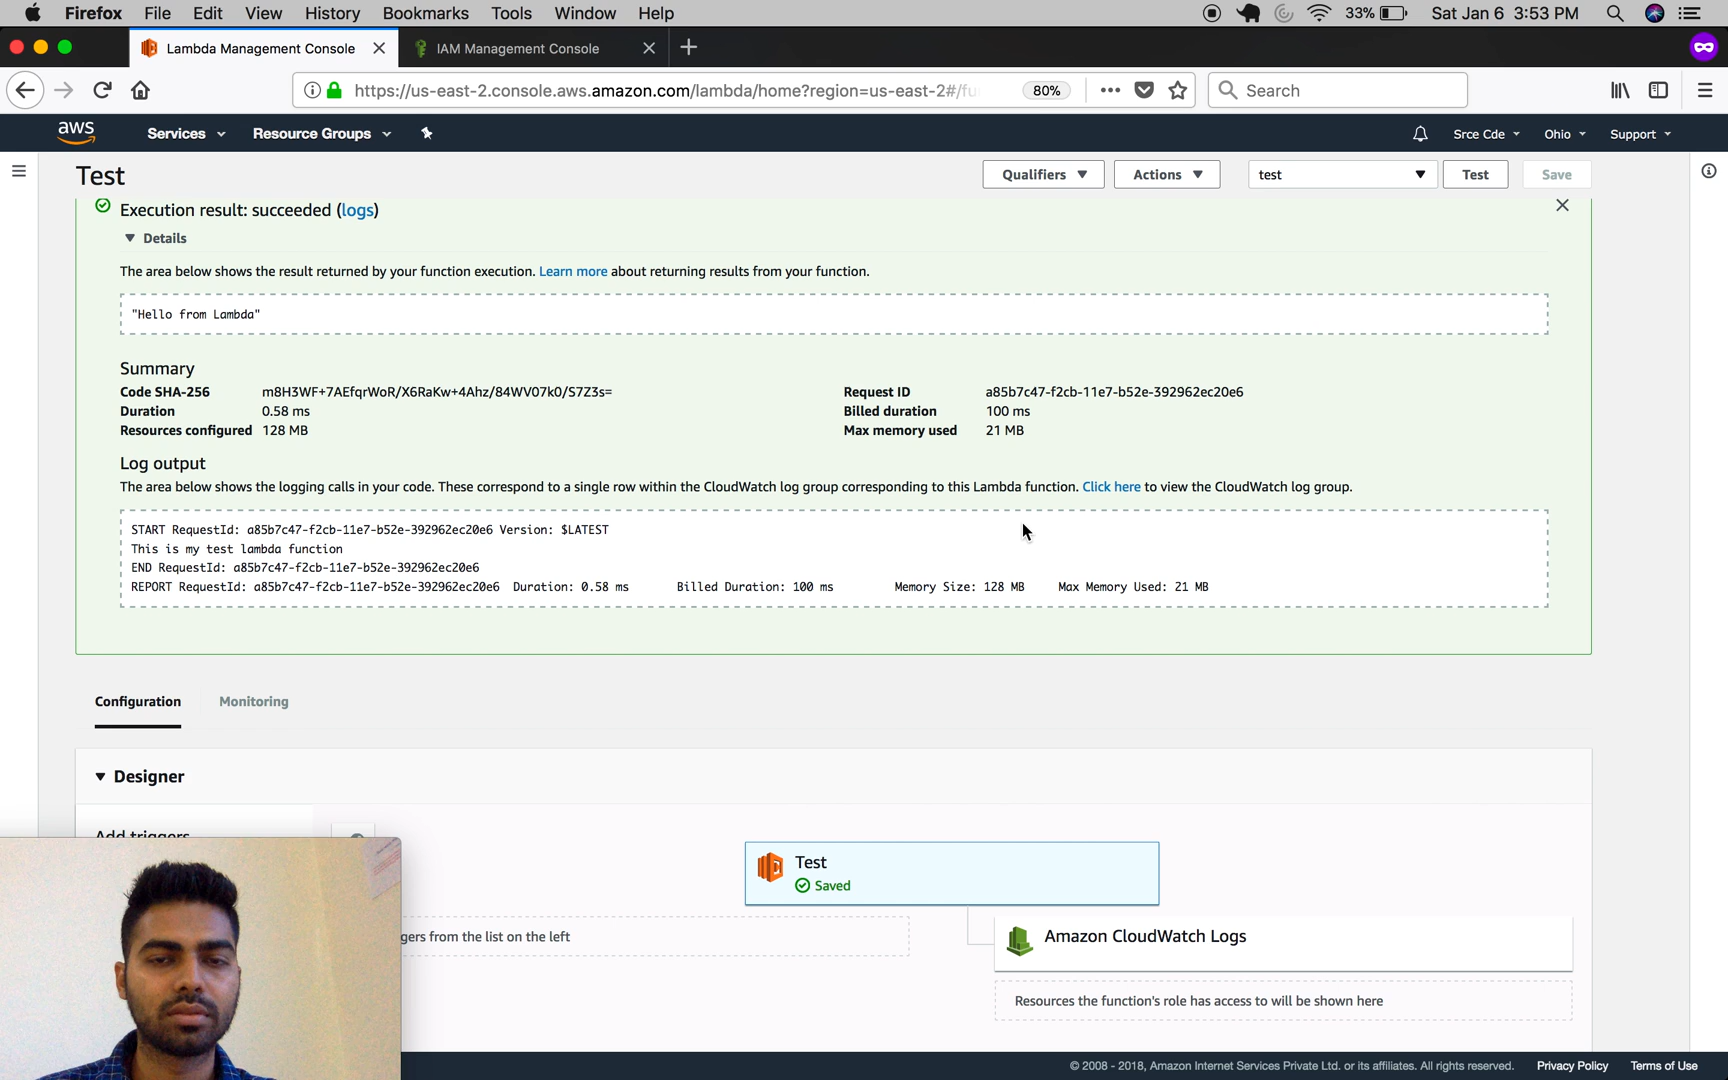 Firefox File Edit View History Bookmarks Tools Window Help 33% Sat Jan 6 3:53 PM
Lambda Management Console IAM Management Console
https://us-east-2.console.aws.amazon.com/lambda/home?region=us-east-2#/fu 80% Search
aws Services Resource Groups Srce Cde Ohio Support
Test Qualifiers Actions test Test Save
Execution result: succeeded (logs)
Details
The area below shows the result returned by your function execution. Learn more about returning results from your function.
"Hello from Lambda"
Summary
Code SHA-256 m8H3WF+7AEfqrWoR/X6RaKw+4Ahz/84WV07k0/S7Z3s= Request ID a85b7c47-f2cb-11e7-b52e-392962ec20e6
Duration 0.58 ms Billed duration 100 ms
Resources configured 128 MB Max memory used 21 MB
Log output
The area below shows the logging calls in your code. These correspond to a single row within the CloudWatch log group corresponding to this Lambda function. Click here to view the CloudWatch log group.
START RequestId: a85b7c47-f2cb-11e7-b52e-392962ec20e6 Version: $LATEST
This is my test lambda function
END RequestId: a85b7c47-f2cb-11e7-b52e-392962ec20e6
REPORT RequestId: a85b7c47-f2cb-11e7-b52e-392962ec20e6 Duration: 0.58 ms Billed Duration: 100 ms Memory Size: 128 MB Max Memory Used: 21 MB
Configuration Monitoring
Designer
Add triggers
Test
Saved
gers from the list on the left
Amazon CloudWatch Logs
Resources the function's role has access to will be shown here
© 2008 - 2018, Amazon Internet Services Private Ltd. or its affiliates. All rights reserved. Privacy Policy Terms of Use